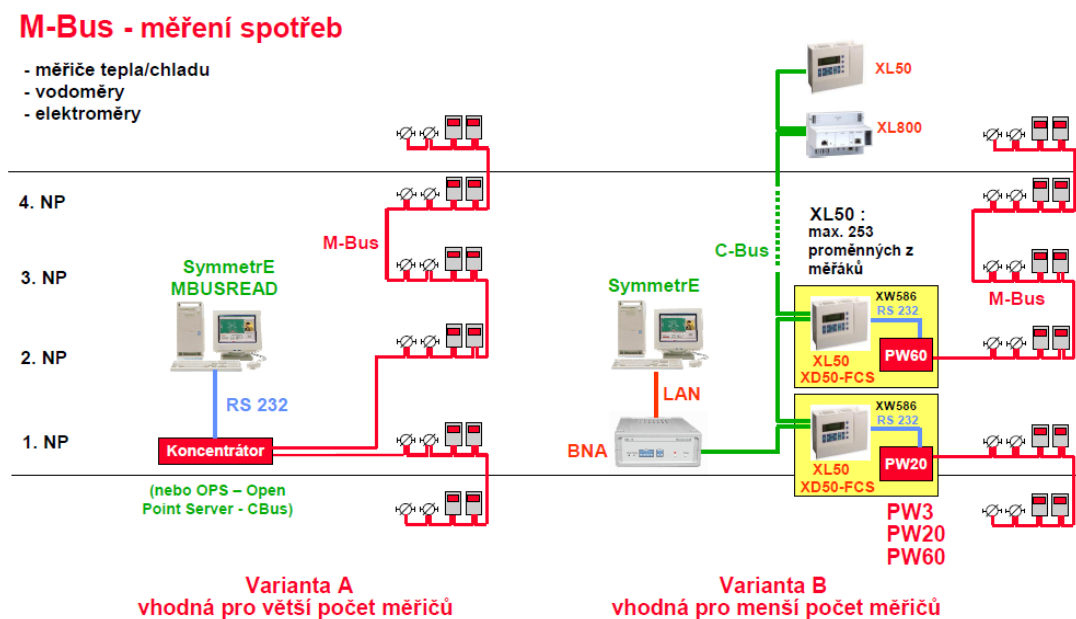 M-Bus - měření spotřeb
- měřiče tepla/chladu
- vodoměry
- elektroměry
4. NP
3. NP
2. NP
1. NP
M-Bus
SymmetrE
MBUSREAD
RS 232
Koncentrátor
(nebo OPS – Open
Point Server - CBus)
Varianta A
vhodná pro větší počet měřičů
XL50
XL800
C-Bus
XL50 :
max. 253
proměnných z
měřáků
M-Bus
SymmetrE
LAN
BNA
XW586
RS 232
PW60
XL50
XD50-FCS
XW586
RS 232
PW20
XL50
XD50-FCS
PW3
PW20
PW60
Varianta B
vhodná pro menší počet měřičů